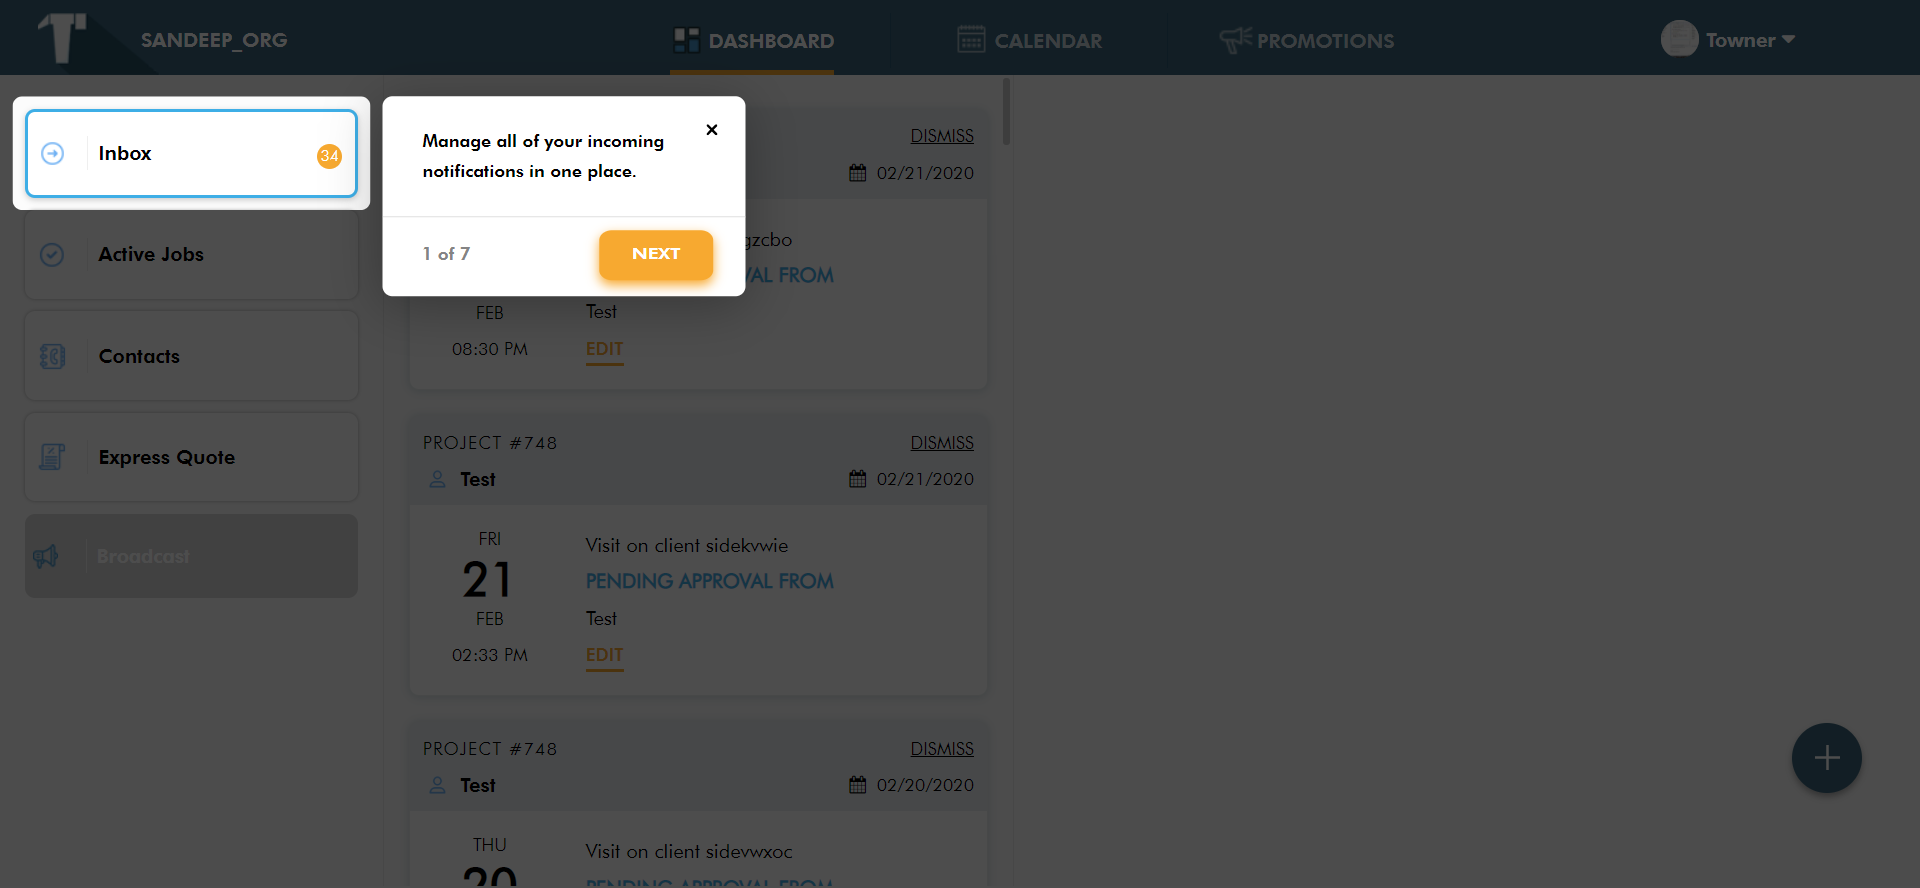 SANDEEP_ORG
DASHBOARD
CALENDAR
PROMOTIONS
Towner
Inbox
34
Active Jobs
Contacts
Express Quote
Broadcast
Manage all of your incoming
notifications in one place.
1 of 7
NEXT
DISMISS
02/21/2020
gzcbo
VAL FROM
FEB
Test
08:30 PM
EDIT
PROJECT #748
DISMISS
Test
02/21/2020
FRI
21
FEB
02:33 PM
Visit on client sidekvwie
PENDING APPROVAL FROM
Test
EDIT
PROJECT #748
DISMISS
Test
02/20/2020
THU
20
Visit on client sidevwxoc
PENDING APPROVAL FROM